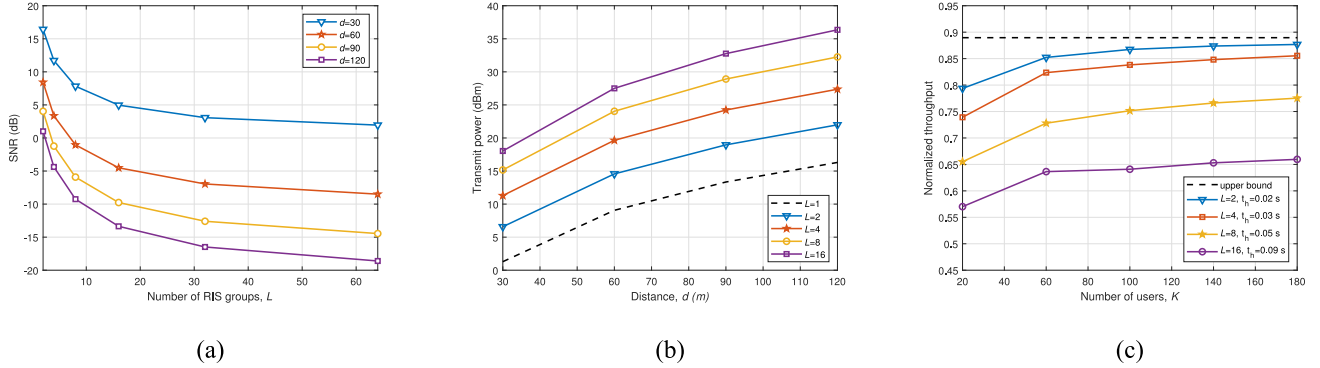 20
15
10
5
0
-5
-10
-15
-20
SNR (dB)
10
20
30
40
50
60
Number of RIS groups, L
d=30
d=60
d=90
d=120
(a)
40
35
30
25
20
15
10
5
0
Transmit power (dBm)
30
40
50
60
70
80
90
100
110
120
Distance, d (m)
L=1
L=2
L=4
L=8
L=16
(b)
0.95
0.9
0.85
0.8
0.75
0.7
0.65
0.6
0.55
0.5
0.45
Normalized throughput
20
40
60
80
100
120
140
160
180
Number of users, K
upper bound
L=2, th=0.02 s
L=4, th=0.03 s
L=8, th=0.05 s
L=16, th=0.09 s
(c)